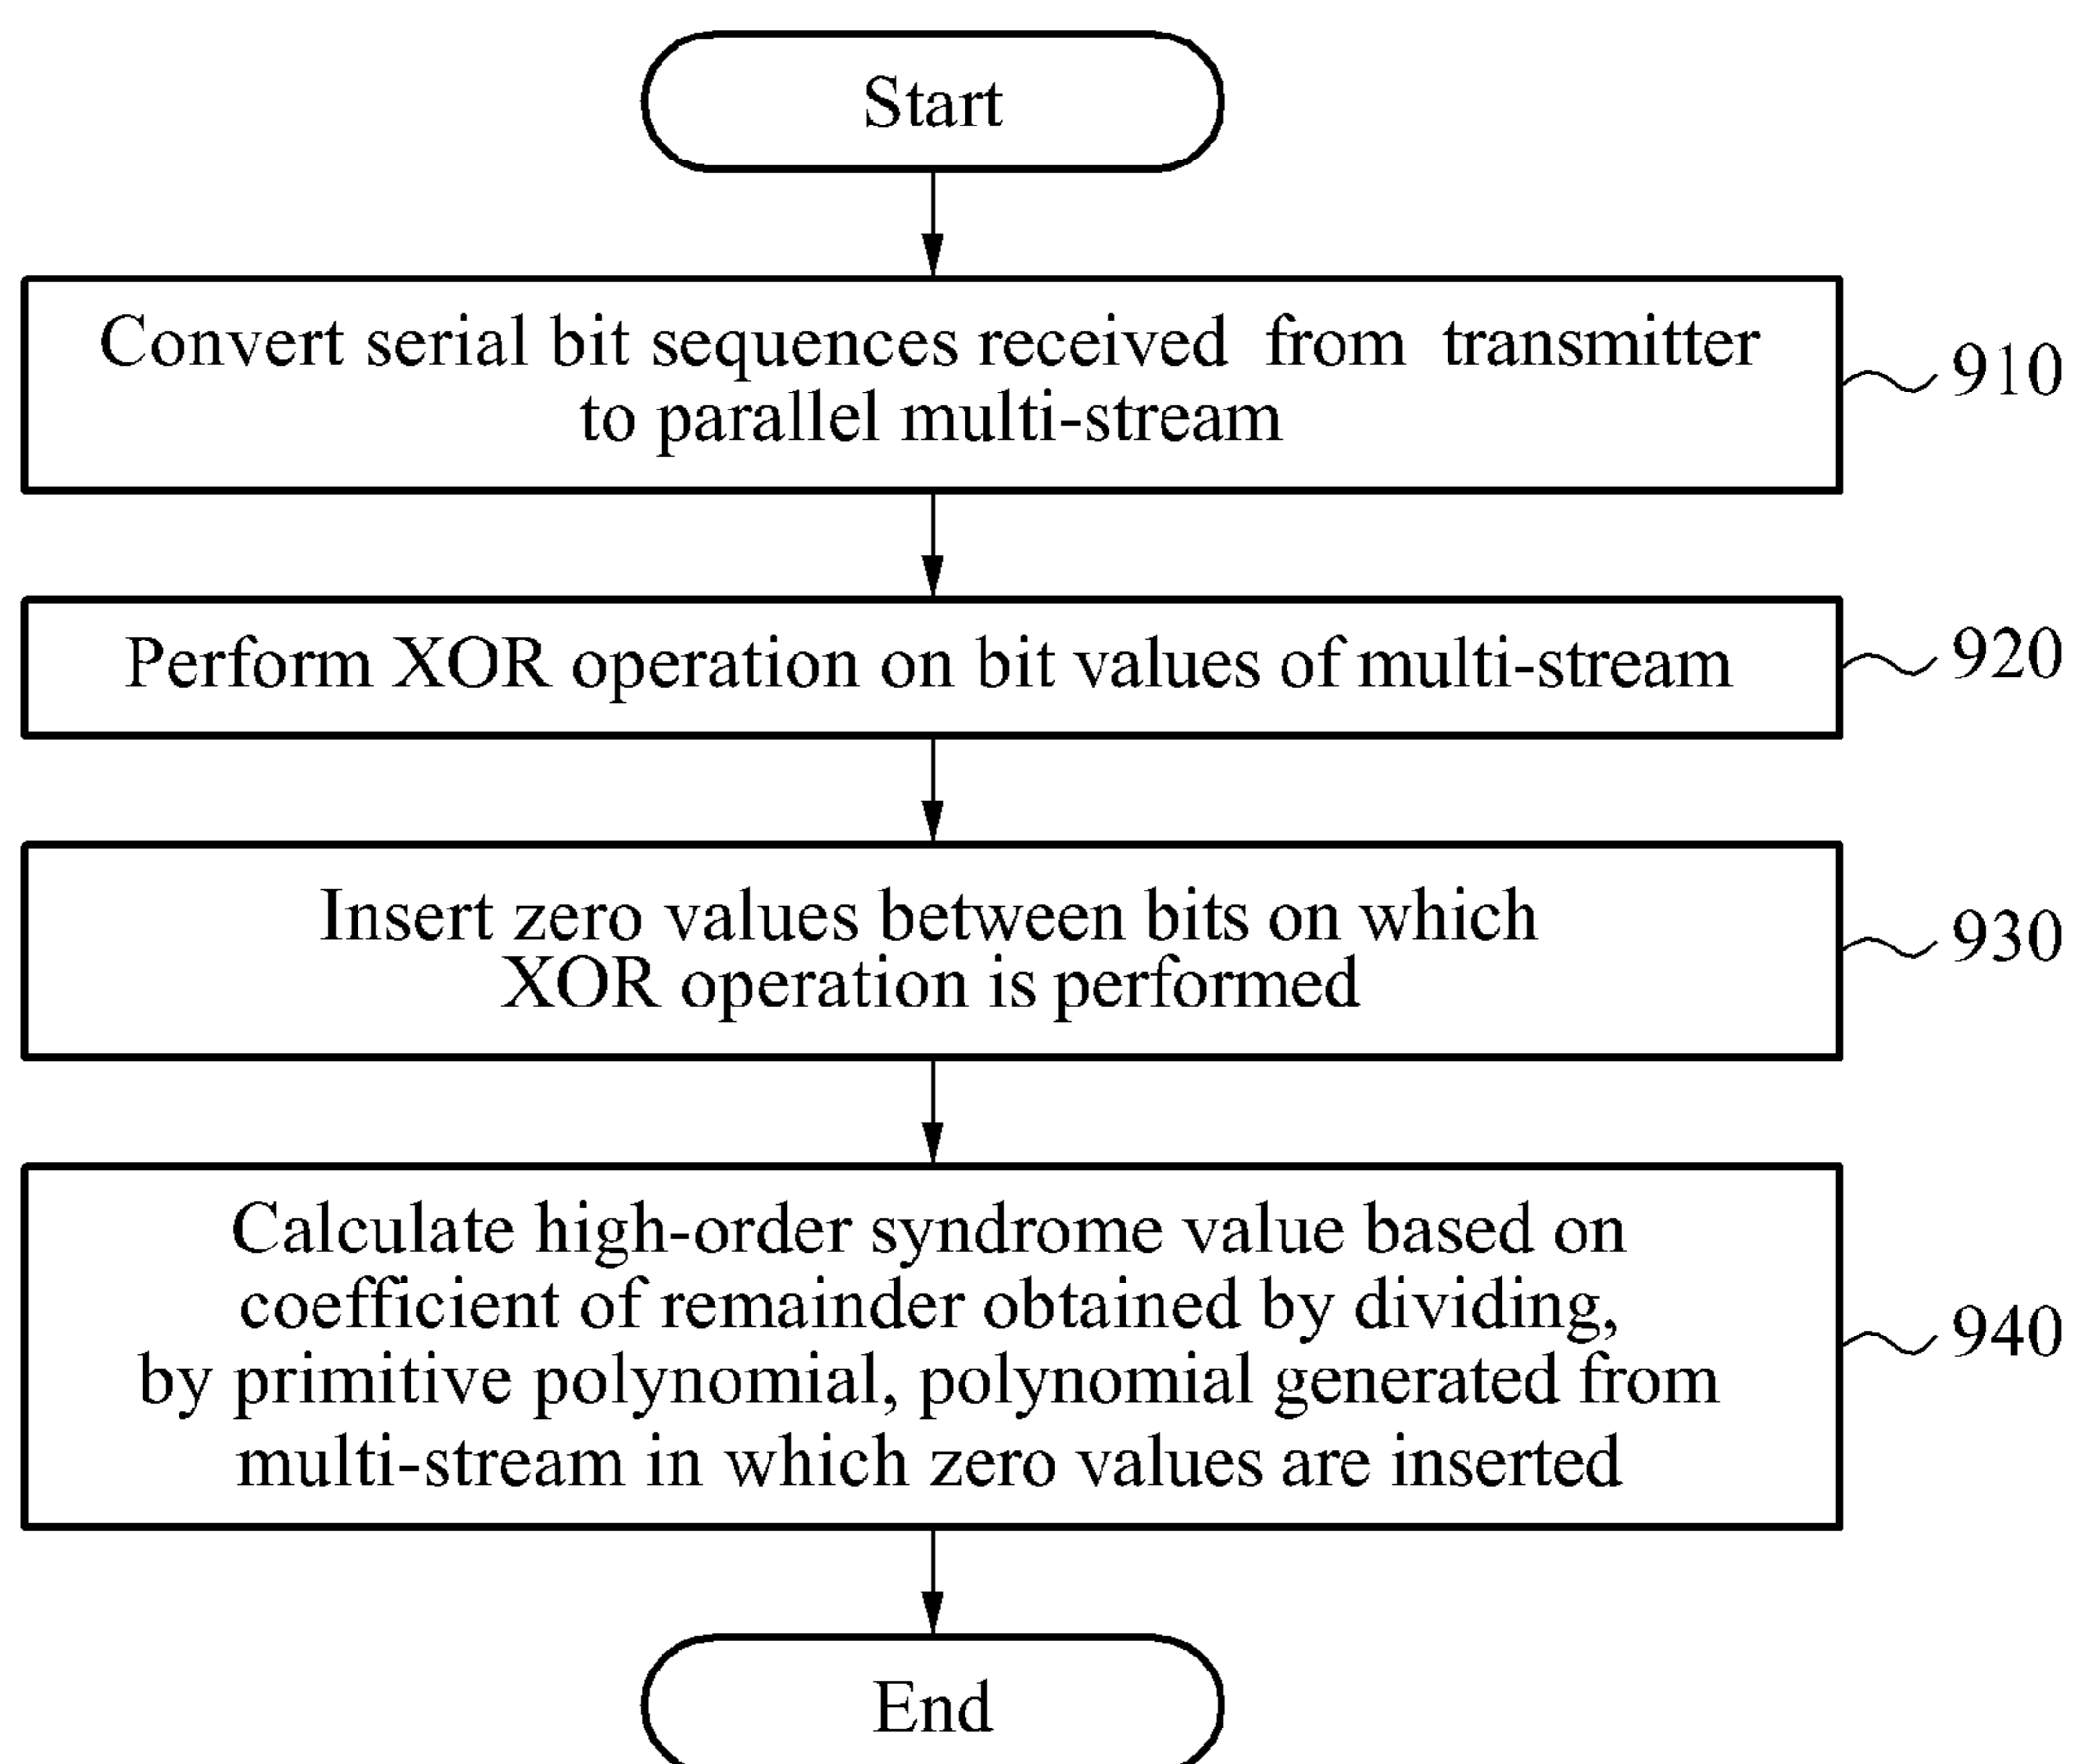 Start
Convert serial bit sequences received from transmitter
to parallel multi-stream
910
Perform XOR operation on bit values of multi-stream
920
Insert zero values between bits on which
XOR operation is performed
930
Calculate high-order syndrome value based on
coefficient of remainder obtained by dividing,
by primitive polynomial, polynomial generated from
multi-stream in which zero values are inserted
940
End